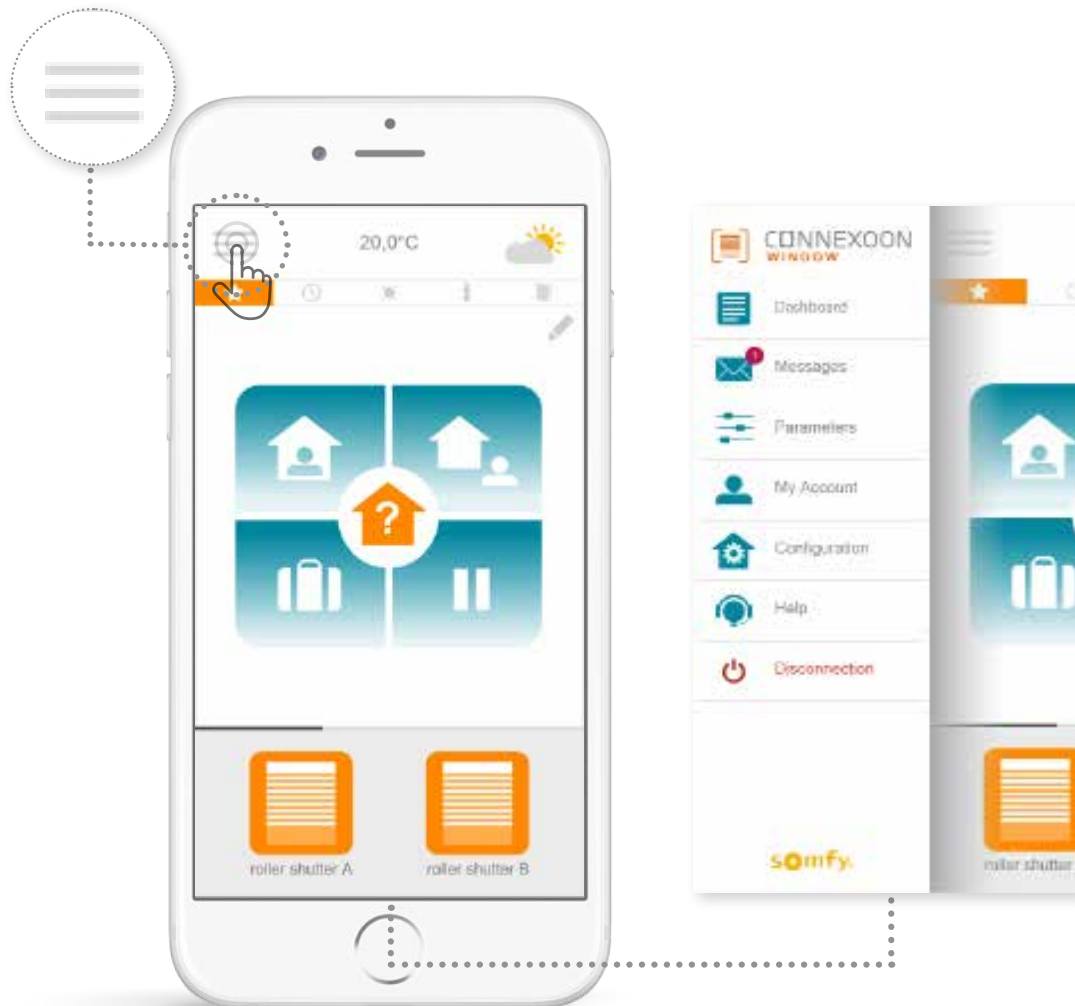 20,0°C
?
roller shutter A
roller shutter B
CONNEXOON
WINDOW
Dashboard
1
Messages
Parameters
My Account
Configuration
Help
Disconnection
somfy.
roller shutter